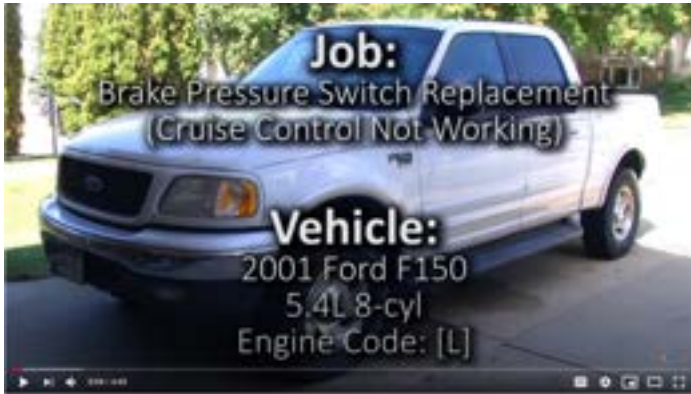 Job:
Brake Pressure Switch Replacement
(Cruise Control Not Working)
Vehicle:
2001 Ford F150
5.4L 8-cyl
Engine Code: [L]